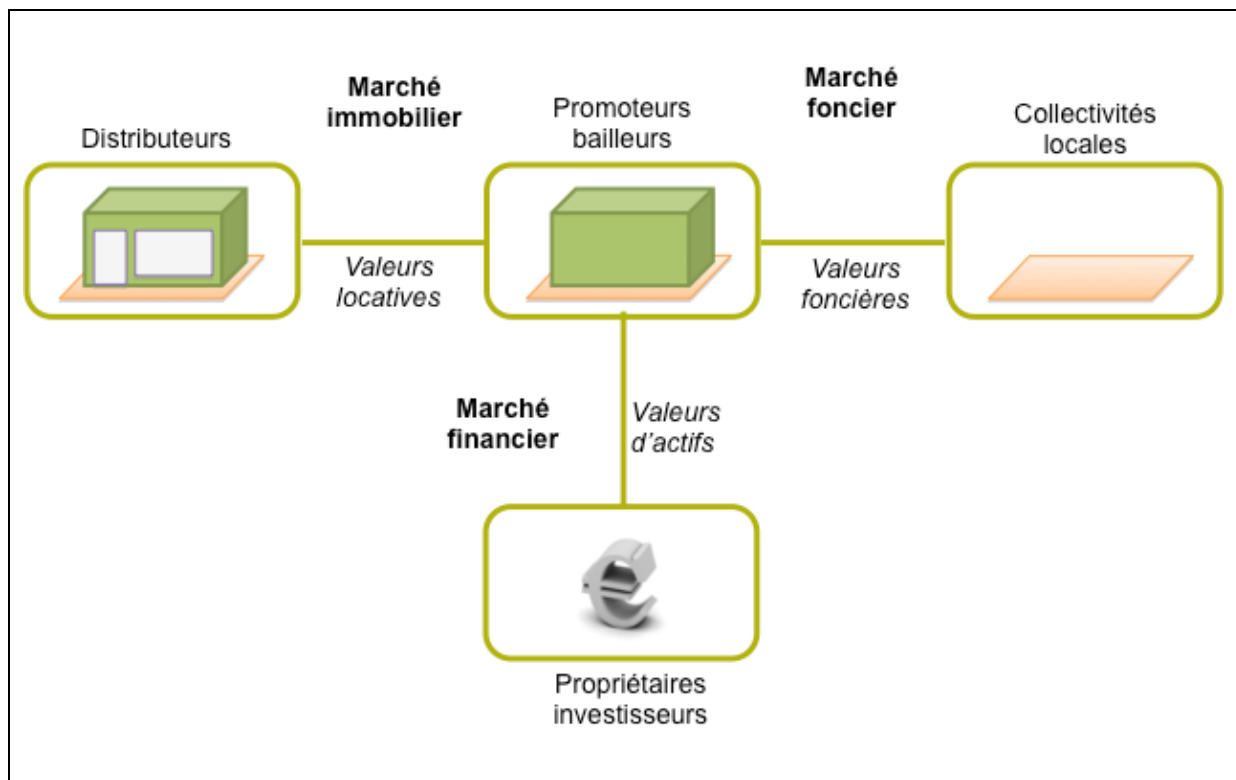 Marché
immobilier
Marché
foncier
Distributeurs
Promoteurs
bailleurs
Collectivités
locales
Valeurs
locatives
Valeurs
foncières
Marché
financier
Valeurs
d'actifs
Propriétaires
investisseurs